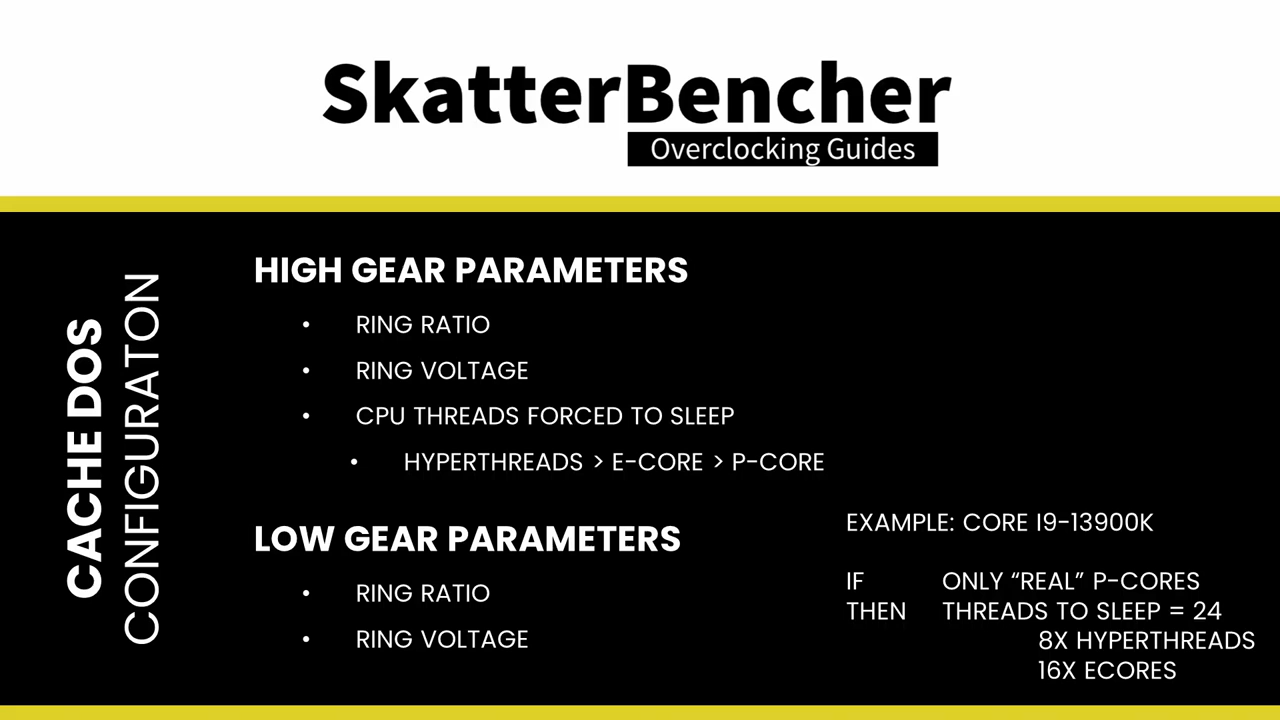 SkatterBencher
Overclocking Guides
CACHE DOS
CONFIGURATON
HIGH GEAR PARAMETERS
• RING RATIO
• RING VOLTAGE
• CPU THREADS FORCED TO SLEEP
• HYPERTHREADS > E-CORE > P-CORE
LOW GEAR PARAMETERS
• RING RATIO
• RING VOLTAGE
EXAMPLE: CORE I9-13900K
IF ONLY “REAL” P-CORES
THEN THREADS TO SLEEP = 24
8X HYPERTHREADS
16X ECORES